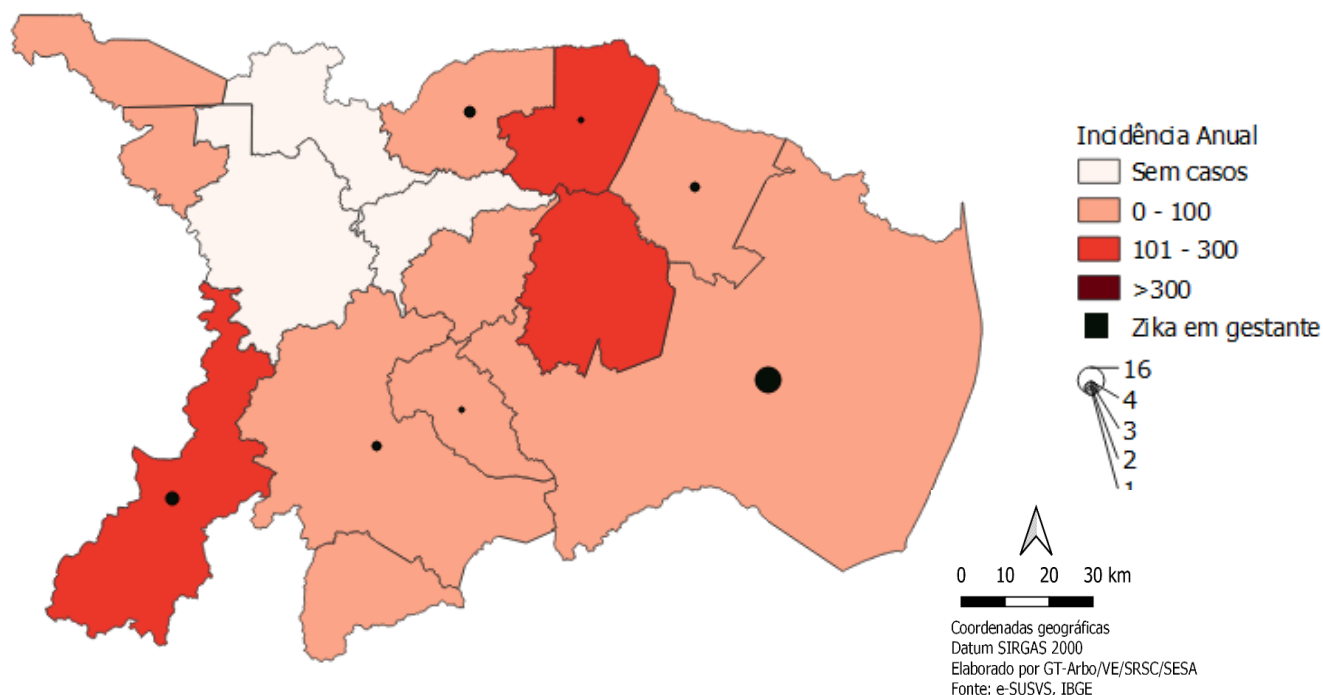 Incidência Anual
Sem casos
0 - 100
101 - 300
>300
Zika em gestante
16
4
3
2
1
0 10 20 30 km
Coordenadas geográficas
Datum SIRGAS 2000
Elaborado por GT-Arbo/VE/SRSC/SESA
Fonte: e-SUSVS, IBGE